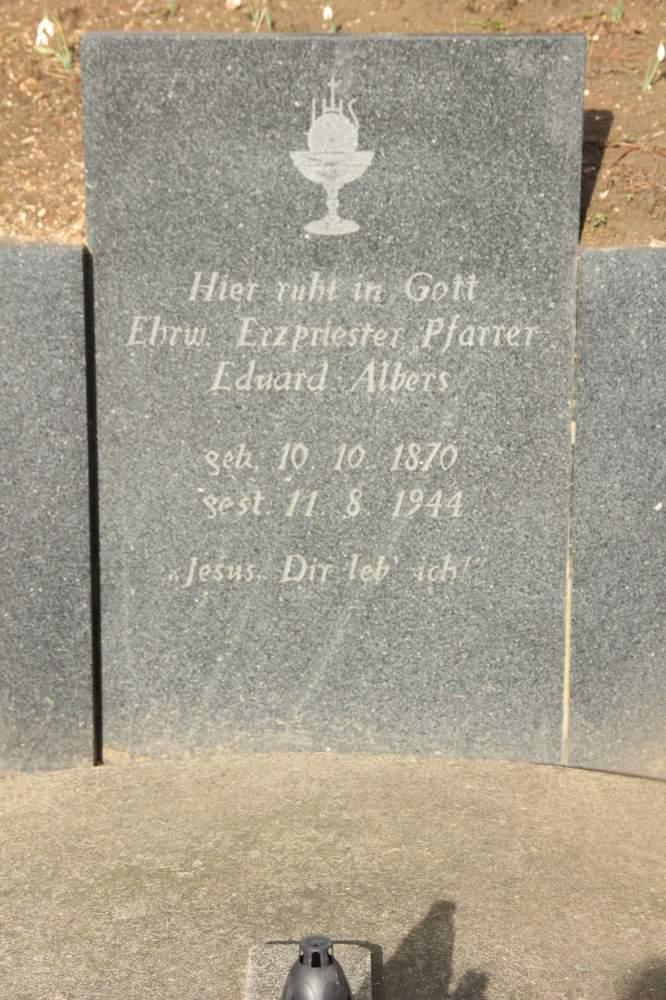 IHS
Hier ruht in Gott
Ehrw. Erzpriester Pfarrer
Eduard Albers
geb. 10. 10. 1870
gest. 11. 8. 1944
„Jesus, Dir leb' ich!"